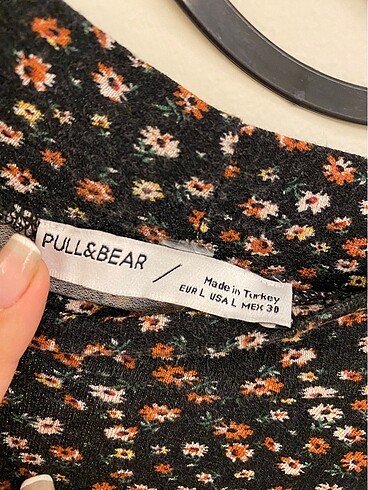 PULL&BEAR /
Made in Turkey
EUR L USA L MEX 30